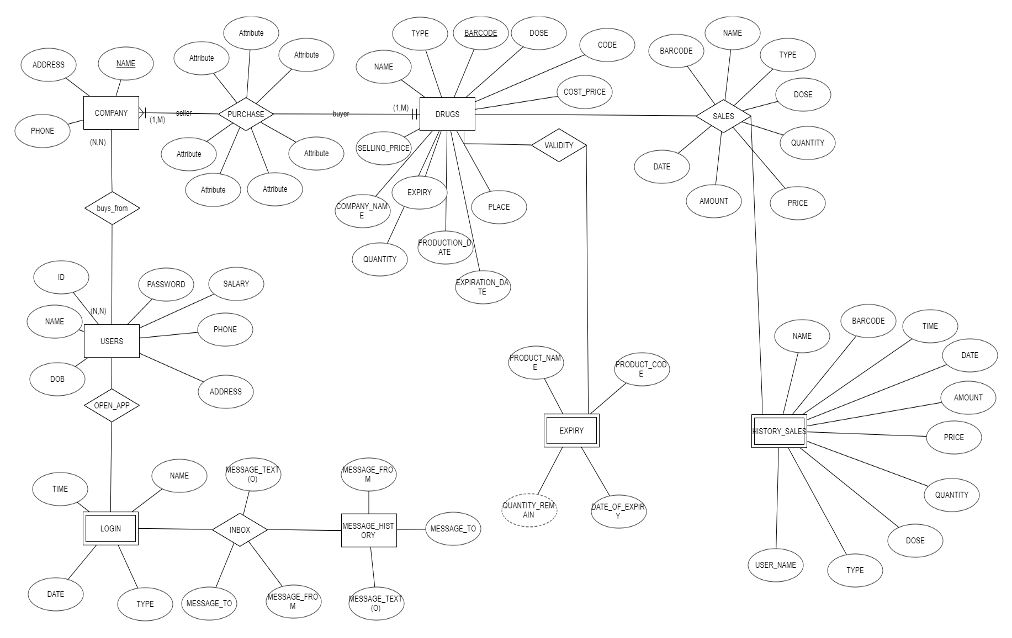 ADDRESS
NAME
COMPANY
PHONE
(N,N)
(1,M)
seller
Attribute
Attribute
Attribute
PURCHASE
Attribute
Attribute
Attribute
Attribute
buyer
(1,M)
TYPE
BARCODE
DOSE
CODE
NAME
COST_PRICE
DRUGS
SELLING_PRICE
VALIDITY
COMPANY_NAM
E
EXPIRY
PLACE
QUANTITY
PRODUCTION_D
ATE
EXPIRATION_DA
TE
NAME
BARCODE
TYPE
DOSE
SALES
QUANTITY
DATE
AMOUNT
PRICE
buys_from
ID
PASSWORD
SALARY
(N,N)
NAME
USERS
PHONE
DOB
ADDRESS
OPEN_APP
PRODUCT_NAM
E
PRODUCT_COD
E
EXPIRY
QUANTITY_REM
AIN
DATE_OF_EXPIR
Y
NAME
BARCODE
TIME
DATE
AMOUNT
HISTORY_SALES
PRICE
QUANTITY
DOSE
TYPE
USER_NAME
TIME
NAME
LOGIN
DATE
TYPE
MESSAGE_TEXT
(O)
INBOX
MESSAGE_TO
MESSAGE_FRO
M
MESSAGE_FRO
M
MESSAGE_HIST
ORY
MESSAGE_TO
MESSAGE_TEXT
(O)